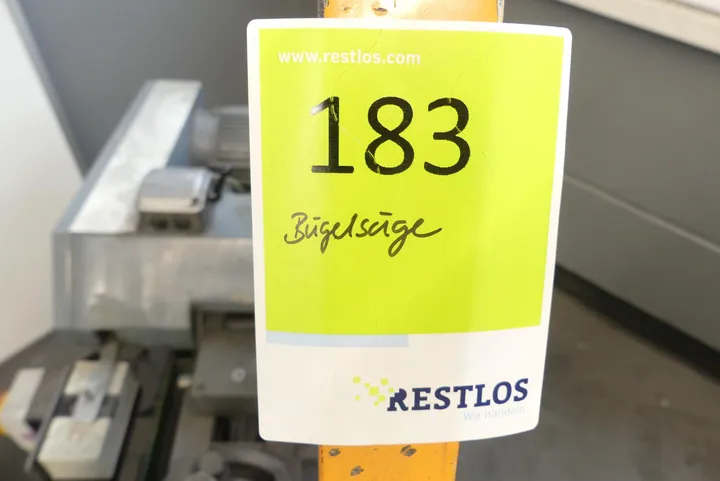 www.restlos.com
183
Bügelsäge
RESTLOS
Wir handeln.